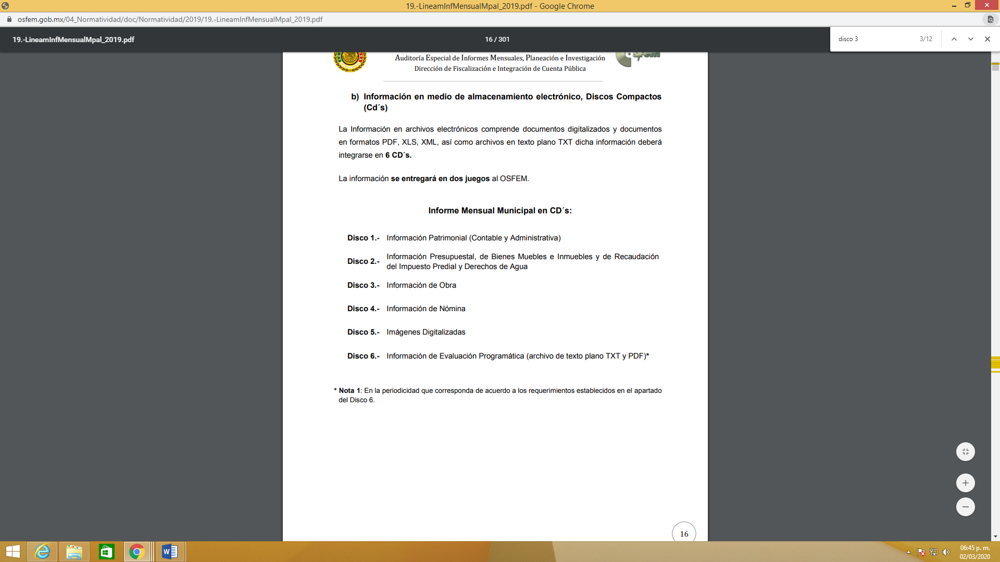 19.-LineamInfMensualMpal_2019.pdf - Google Chrome
osfem.gob.mx/04_Normatividad/doc/Normatividad/2019/19.-LineamInfMensualMpal_2019.pdf
19.-LineamInfMensualMpal_2019.pdf
16 / 301
disco 3
3/12
Auditoría Especial de Informes Mensuales, Planeación e Investigación
Dirección de Fiscalización e Integración de Cuenta Pública
b) Información en medio de almacenamiento electrónico, Discos Compactos
(Cd´s)
La Información en archivos electrónicos comprende documentos digitalizados y documentos
en formatos PDF, XLS, XML, así como archivos en texto plano TXT dicha información deberá
integrarse en 6 CD´s.
La información se entregará en dos juegos al OSFEM.
Informe Mensual Municipal en CD´s:
Disco 1.- Información Patrimonial (Contable y Administrativa)
Disco 2.- Información Presupuestal, de Bienes Muebles e Inmuebles y de Recaudación
del Impuesto Predial y Derechos de Agua
Disco 3.- Información de Obra
Disco 4.- Información de Nómina
Disco 5.- Imágenes Digitalizadas
Disco 6.- Información de Evaluación Programática (archivo de texto plano TXT y PDF)*
* Nota 1: En la periodicidad que corresponda de acuerdo a los requerimientos establecidos en el apartado
del Disco 6.
16
06:45 p. m.
02/03/2020